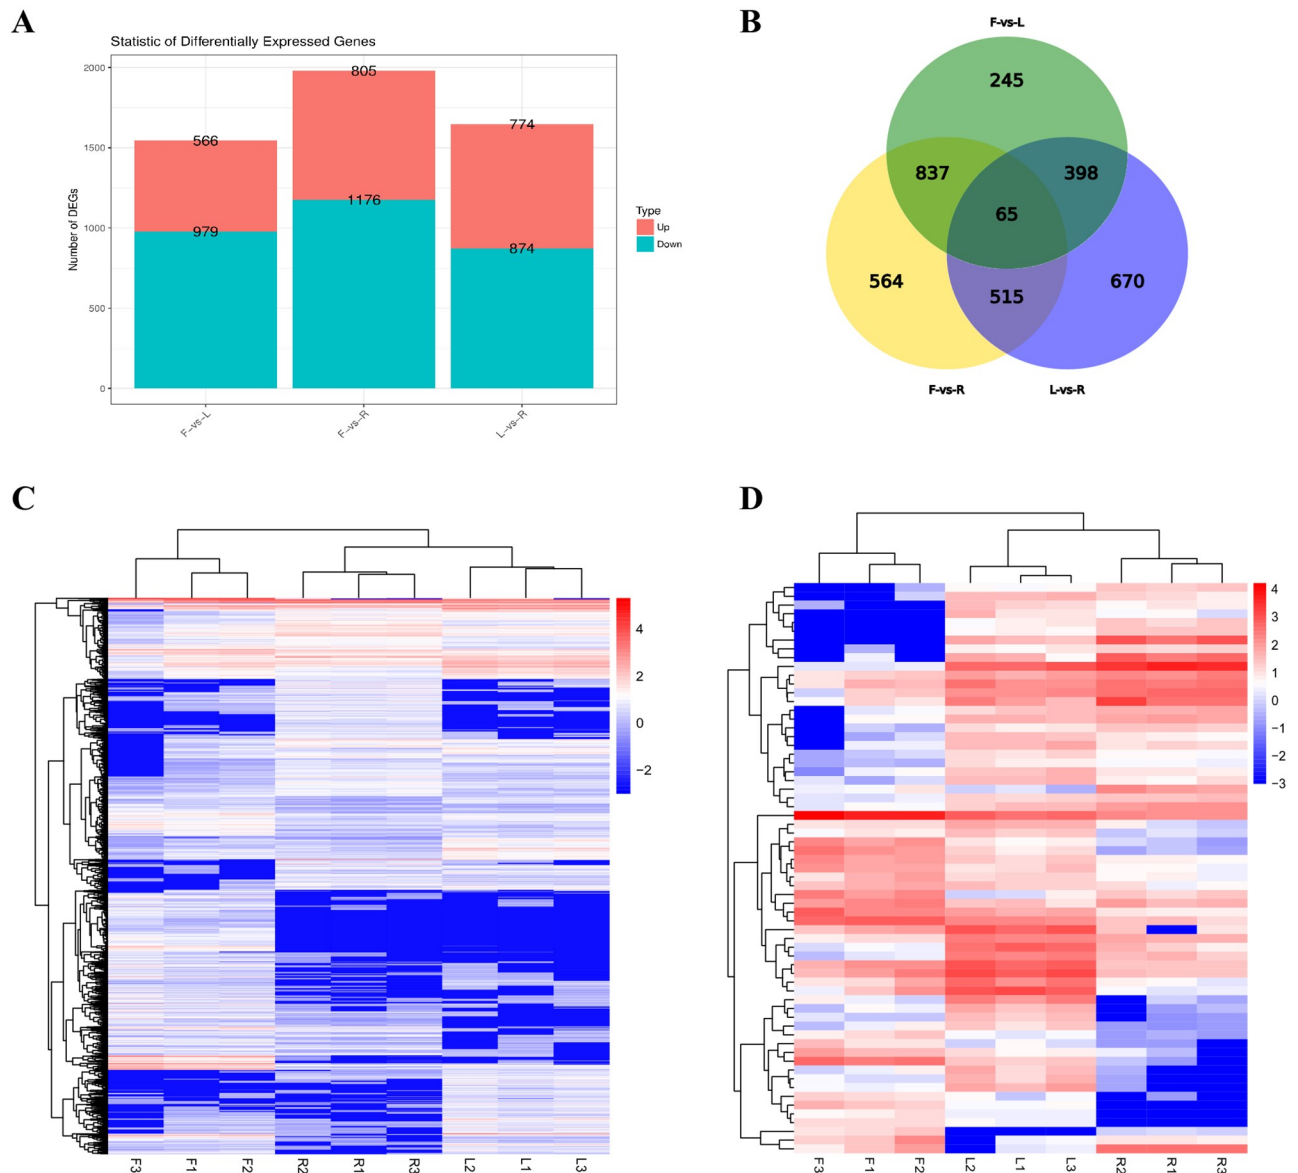 A
Statistic of Differentially Expressed Genes
Number of DEGs
2000
1500
1000
500
0
566
979
805
1176
774
874
F-vs-L
F-vs-R
L-vs-R
Type
Up
Down
B
F-vs-L
245
837
398
65
564
515
670
F-vs-R
L-vs-R
C
4
2
0
−2
F3
F1
F2
R2
R1
R3
L2
L1
L3
D
4
3
2
1
0
−1
−2
−3
F3
F1
F2
L2
L1
L3
R2
R1
R3